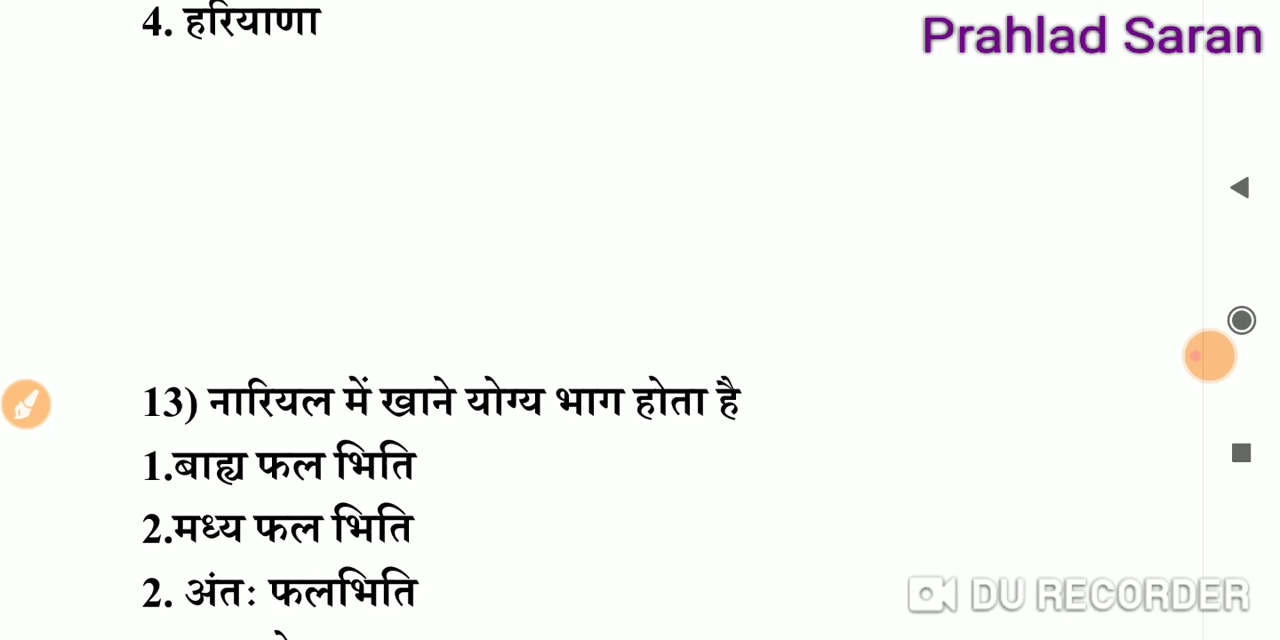 4. हरियाणा
Prahlad Saran
13) नारियल में खाने योग्य भाग होता है
1.बाह्य फल भिति
2.मध्य फल भिति
2. अंतः फलभिति
DU RECORDER